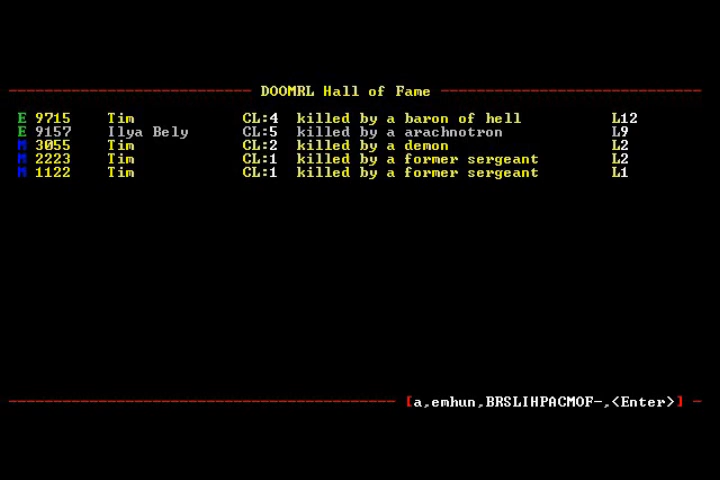 DOOMRL Hall of Fame
E 9715 Tim CL:4 killed by a baron of hell L12
E 9157 Ilya Bely CL:5 killed by a arachnotron L9
M 3055 Tim CL:2 killed by a demon L2
M 2223 Tim CL:1 killed by a former sergeant L2
M 1122 Tim CL:1 killed by a former sergeant L1
[a,emhun,BRSLIHPACMOF-,<Enter>]